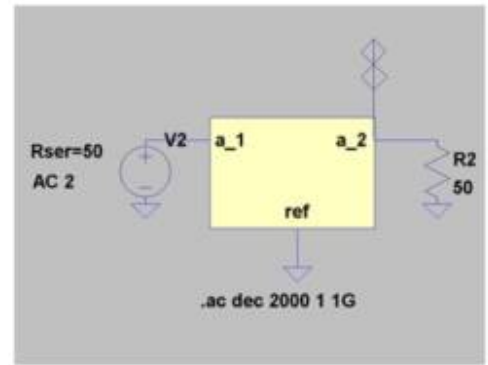 V2
a_1
a_2
Rser=50
AC 2
R2
50
ref
.ac dec 2000 1 1G